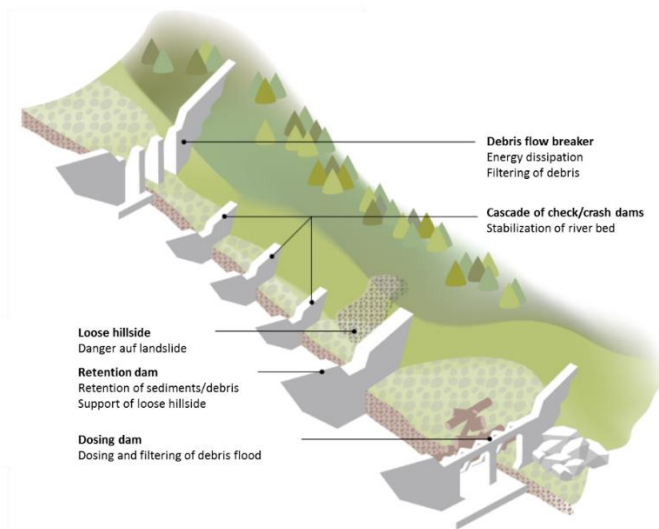 Debris flow breaker
Energy dissipation
Filtering of debris
Cascade of check/crash dams
Stabilization of river bed
Loose hillside
Danger auf landslide
Retention dam
Retention of sediments/debris
Support of loose hillside
Dosing dam
Dosing and filtering of debris flood